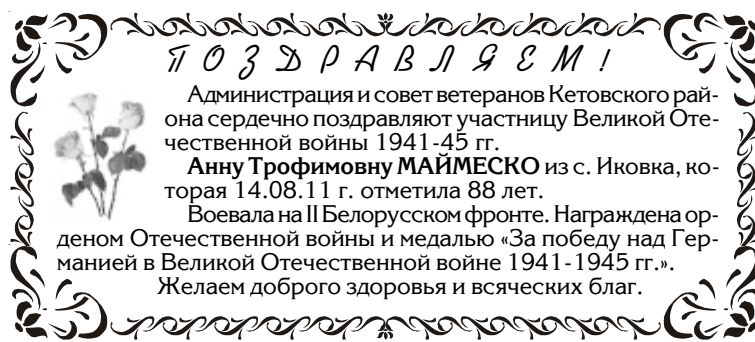 ПОЗДРАВЛЯЕМ!
Администрация и совет ветеранов Кетовского рай-
она сердечно поздравляют участницу Великой Оте-
чественной войны 1941-45 гг.
Анну Трофимовну МАЙМЕСКО из с. Иковка, ко-
торая 14.08.11 г. отметила 88 лет.
Воевала на II Белорусском фронте. Награждена ор-
деном Отечественной войны и медалью «За победу над Гер-
манией в Великой Отечественной войне 1941-1945 гг.».
Желаем доброго здоровья и всяческих благ.